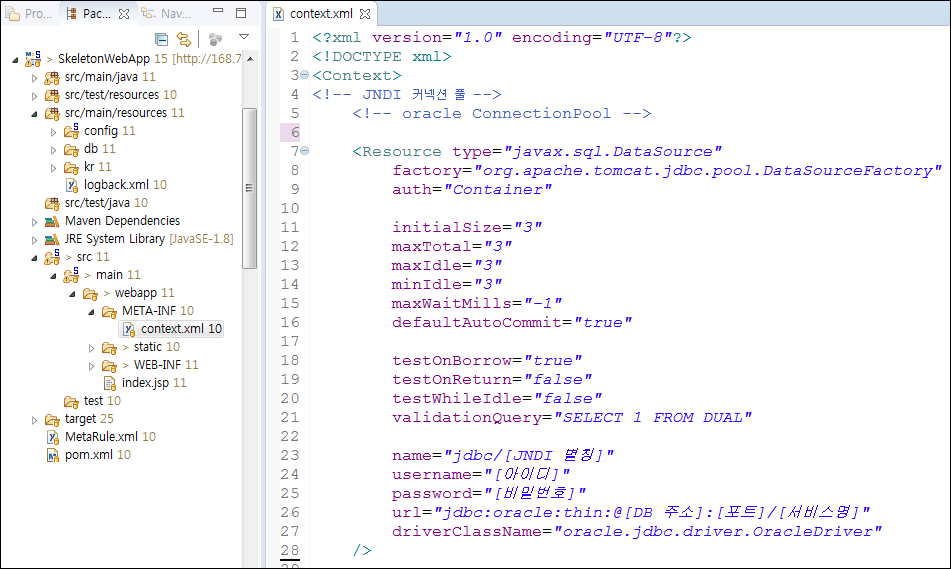 Pro...
Pac...
Nav...
> SkeletonWebApp 15 [http://168.7
src/main/java 11
src/test/resources 10
src/main/resources 11
config 11
db 11
kr 11
logback.xml 10
src/test/java 10
Maven Dependencies
JRE System Library [JavaSE-1.8]
> src 11
> main 11
> webapp 11
META-INF 10
context.xml 10
> static 10
> WEB-INF 11
index.jsp 11
test 10
target 25
MetaRule.xml 10
pom.xml 10
context.xml
1 <?xml version="1.0" encoding="UTF-8"?>
2 <!DOCTYPE xml>
3 <Context>
4 <!-- JNDI 커넥션 풀 -->
5 <!-- oracle ConnectionPool -->
6
7 <Resource type="javax.sql.DataSource"
8 factory="org.apache.tomcat.jdbc.pool.DataSourceFactory"
9 auth="Container"
10
11 initialSize="3"
12 maxTotal="3"
13 maxIdle="3"
14 minIdle="3"
15 maxWaitMills="-1"
16 defaultAutoCommit="true"
17
18 testOnBorrow="true"
19 testOnReturn="false"
20 testWhileIdle="false"
21 validationQuery="SELECT 1 FROM DUAL"
22
23 name="jdbc/[JNDI 별칭]"
24 username="[아이디]"
25 password="[비밀번호]"
26 url="jdbc:oracle:thin:@[DB 주소]:[포트]/[서비스명]"
27 driverClassName="oracle.jdbc.driver.OracleDriver"
28 />